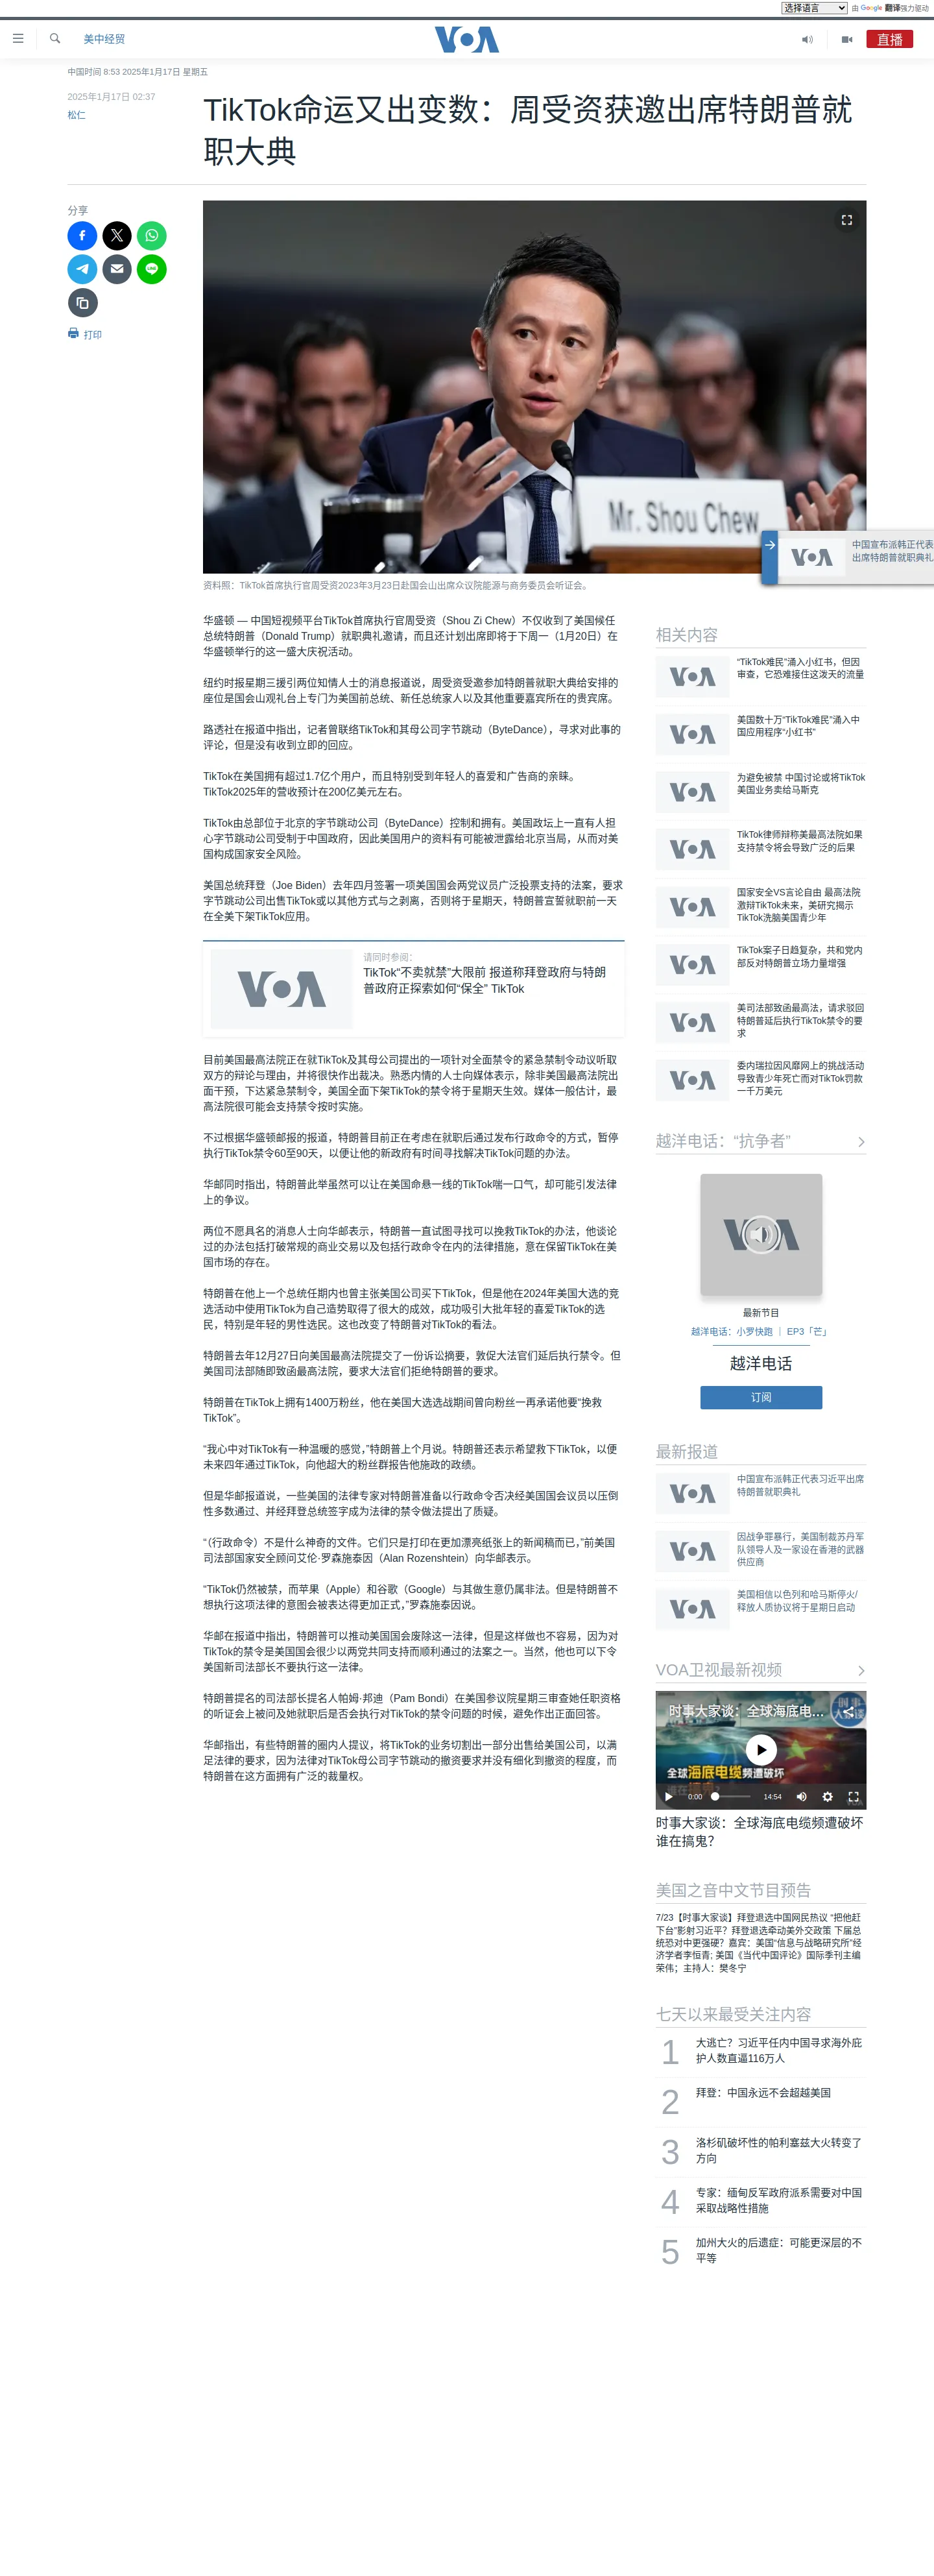 选择语言 由 Google 翻译强力驱动
美中经贸
VOA
直播
中国时间 8:53 2025年1月17日 星期五
2025年1月17日 02:37
松仁
TikTok命运又出变数：周受资获邀出席特朗普就
职大典
分享
LINE
打印
Mr. Shou Chew
VOA
中国宣布派韩正代表
出席特朗普就职典礼
资料照：TikTok首席执行官周受资2023年3月23日赴国会山出席众议院能源与商务委员会听证会。
华盛顿 — 中国短视频平台TikTok首席执行官周受资（Shou Zi Chew）不仅收到了美国候任
总统特朗普（Donald Trump）就职典礼邀请，而且还计划出席即将于下周一（1月20日）在
华盛顿举行的这一盛大庆祝活动。
纽约时报星期三援引两位知情人士的消息报道说，周受资受邀参加特朗普就职大典给安排的
座位是国会山观礼台上专门为美国前总统、新任总统家人以及其他重要嘉宾所在的贵宾席。
路透社在报道中指出，记者曾联络TikTok和其母公司字节跳动（ByteDance），寻求对此事的
评论，但是没有收到立即的回应。
TikTok在美国拥有超过1.7亿个用户，而且特别受到年轻人的喜爱和广告商的亲睐。
TikTok2025年的营收预计在200亿美元左右。
TikTok由总部位于北京的字节跳动公司（ByteDance）控制和拥有。美国政坛上一直有人担
心字节跳动公司受制于中国政府，因此美国用户的资料有可能被泄露给北京当局，从而对美
国构成国家安全风险。
美国总统拜登（Joe Biden）去年四月签署一项美国国会两党议员广泛投票支持的法案，要求
字节跳动公司出售TikTok或以其他方式与之剥离，否则将于星期天，特朗普宣誓就职前一天
在全美下架TikTok应用。
VOA
请同时参阅：
TikTok“不卖就禁”大限前 报道称拜登政府与特朗
普政府正探索如何“保全” TikTok
目前美国最高法院正在就TikTok及其母公司提出的一项针对全面禁令的紧急禁制令动议听取
双方的辩论与理由，并将很快作出裁决。熟悉内情的人士向媒体表示，除非美国最高法院出
面干预，下达紧急禁制令，美国全面下架TikTok的禁令将于星期天生效。媒体一般估计，最
高法院很可能会支持禁令按时实施。
不过根据华盛顿邮报的报道，特朗普目前正在考虑在就职后通过发布行政命令的方式，暂停
执行TikTok禁令60至90天，以便让他的新政府有时间寻找解决TikTok问题的办法。
华邮同时指出，特朗普此举虽然可以让在美国命悬一线的TikTok喘一口气，却可能引发法律
上的争议。
两位不愿具名的消息人士向华邮表示，特朗普一直试图寻找可以挽救TikTok的办法，他谈论
过的办法包括打破常规的商业交易以及包括行政命令在内的法律措施，意在保留TikTok在美
国市场的存在。
特朗普在他上一个总统任期内也曾主张美国公司买下TikTok，但是他在2024年美国大选的竞
选活动中使用TikTok为自己造势取得了很大的成效，成功吸引大批年轻的喜爱TikTok的选
民，特别是年轻的男性选民。这也改变了特朗普对TikTok的看法。
特朗普去年12月27日向美国最高法院提交了一份诉讼摘要，敦促大法官们延后执行禁令。但
美国司法部随即致函最高法院，要求大法官们拒绝特朗普的要求。
特朗普在TikTok上拥有1400万粉丝，他在美国大选选战期间曾向粉丝一再承诺他要“挽救
TikTok”。
“我心中对TikTok有一种温暖的感觉，”特朗普上个月说。特朗普还表示希望救下TikTok，以便
未来四年通过TikTok，向他超大的粉丝群报告他施政的政绩。
但是华邮报道说，一些美国的法律专家对特朗普准备以行政命令否决经美国国会议员以压倒
性多数通过、并经拜登总统签字成为法律的禁令做法提出了质疑。
“（行政命令）不是什么神奇的文件。它们只是打印在更加漂亮纸张上的新闻稿而已，”前美国
司法部国家安全顾问艾伦·罗森施泰因（Alan Rozenshtein）向华邮表示。
“TikTok仍然被禁，而苹果（Apple）和谷歌（Google）与其做生意仍属非法。但是特朗普不
想执行这项法律的意图会被表达得更加正式，”罗森施泰因说。
华邮在报道中指出，特朗普可以推动美国国会废除这一法律，但是这样做也不容易，因为对
TikTok的禁令是美国国会很少以两党共同支持而顺利通过的法案之一。当然，他也可以下令
美国新司法部长不要执行这一法律。
特朗普提名的司法部长提名人帕姆·邦迪（Pam Bondi）在美国参议院星期三审查她任职资格
的听证会上被问及她就职后是否会执行对TikTok的禁令问题的时候，避免作出正面回答。
华邮指出，有些特朗普的圈内人提议，将TikTok的业务切割出一部分出售给美国公司，以满
足法律的要求，因为法律对TikTok母公司字节跳动的撤资要求并没有细化到撤资的程度，而
特朗普在这方面拥有广泛的裁量权。
相关内容
VOA
“TikTok难民”涌入小红书，但因
审查，它恐难接住这泼天的流量
VOA
美国数十万“TikTok难民”涌入中
国应用程序“小红书”
VOA
为避免被禁 中国讨论或将TikTok
美国业务卖给马斯克
VOA
TikTok律师辩称美最高法院如果
支持禁令将会导致广泛的后果
VOA
国家安全VS言论自由 最高法院
激辩TikTok未来，美研究揭示
TikTok洗脑美国青少年
VOA
TikTok案子日趋复杂，共和党内
部反对特朗普立场力量增强
VOA
美司法部致函最高法，请求驳回
特朗普延后执行TikTok禁令的要
求
VOA
委内瑞拉因风靡网上的挑战活动
导致青少年死亡而对TikTok罚款
一千万美元
越洋电话：“抗争者”
VOA
最新节目
越洋电话：小罗快跑 ｜ EP3「芒」
越洋电话
订阅
最新报道
VOA
中国宣布派韩正代表习近平出席
特朗普就职典礼
VOA
因战争罪暴行，美国制裁苏丹军
队领导人及一家设在香港的武器
供应商
VOA
美国相信以色列和哈马斯停火/
释放人质协议将于星期日启动
VOA卫视最新视频
时事大家谈：全球海底电...
时事
大家谈
全球海底电缆频遭破坏
0:00 14:54
时事大家谈：全球海底电缆频遭破坏
谁在搞鬼？
美国之音中文节目预告
7/23【时事大家谈】拜登退选中国网民热议 “把他赶
下台”影射习近平？拜登退选牵动美外交政策 下届总
统恐对中更强硬？嘉宾：美国“信息与战略研究所”经
济学者李恒青; 美国《当代中国评论》国际季刊主编
荣伟；主持人：樊冬宁
七天以来最受关注内容
1 大逃亡？习近平任内中国寻求海外庇
护人数直逼116万人
2 拜登：中国永远不会超越美国
3 洛杉矶破坏性的帕利塞兹大火转变了
方向
4 专家：缅甸反军政府派系需要对中国
采取战略性措施
5 加州大火的后遗症：可能更深层的不
平等